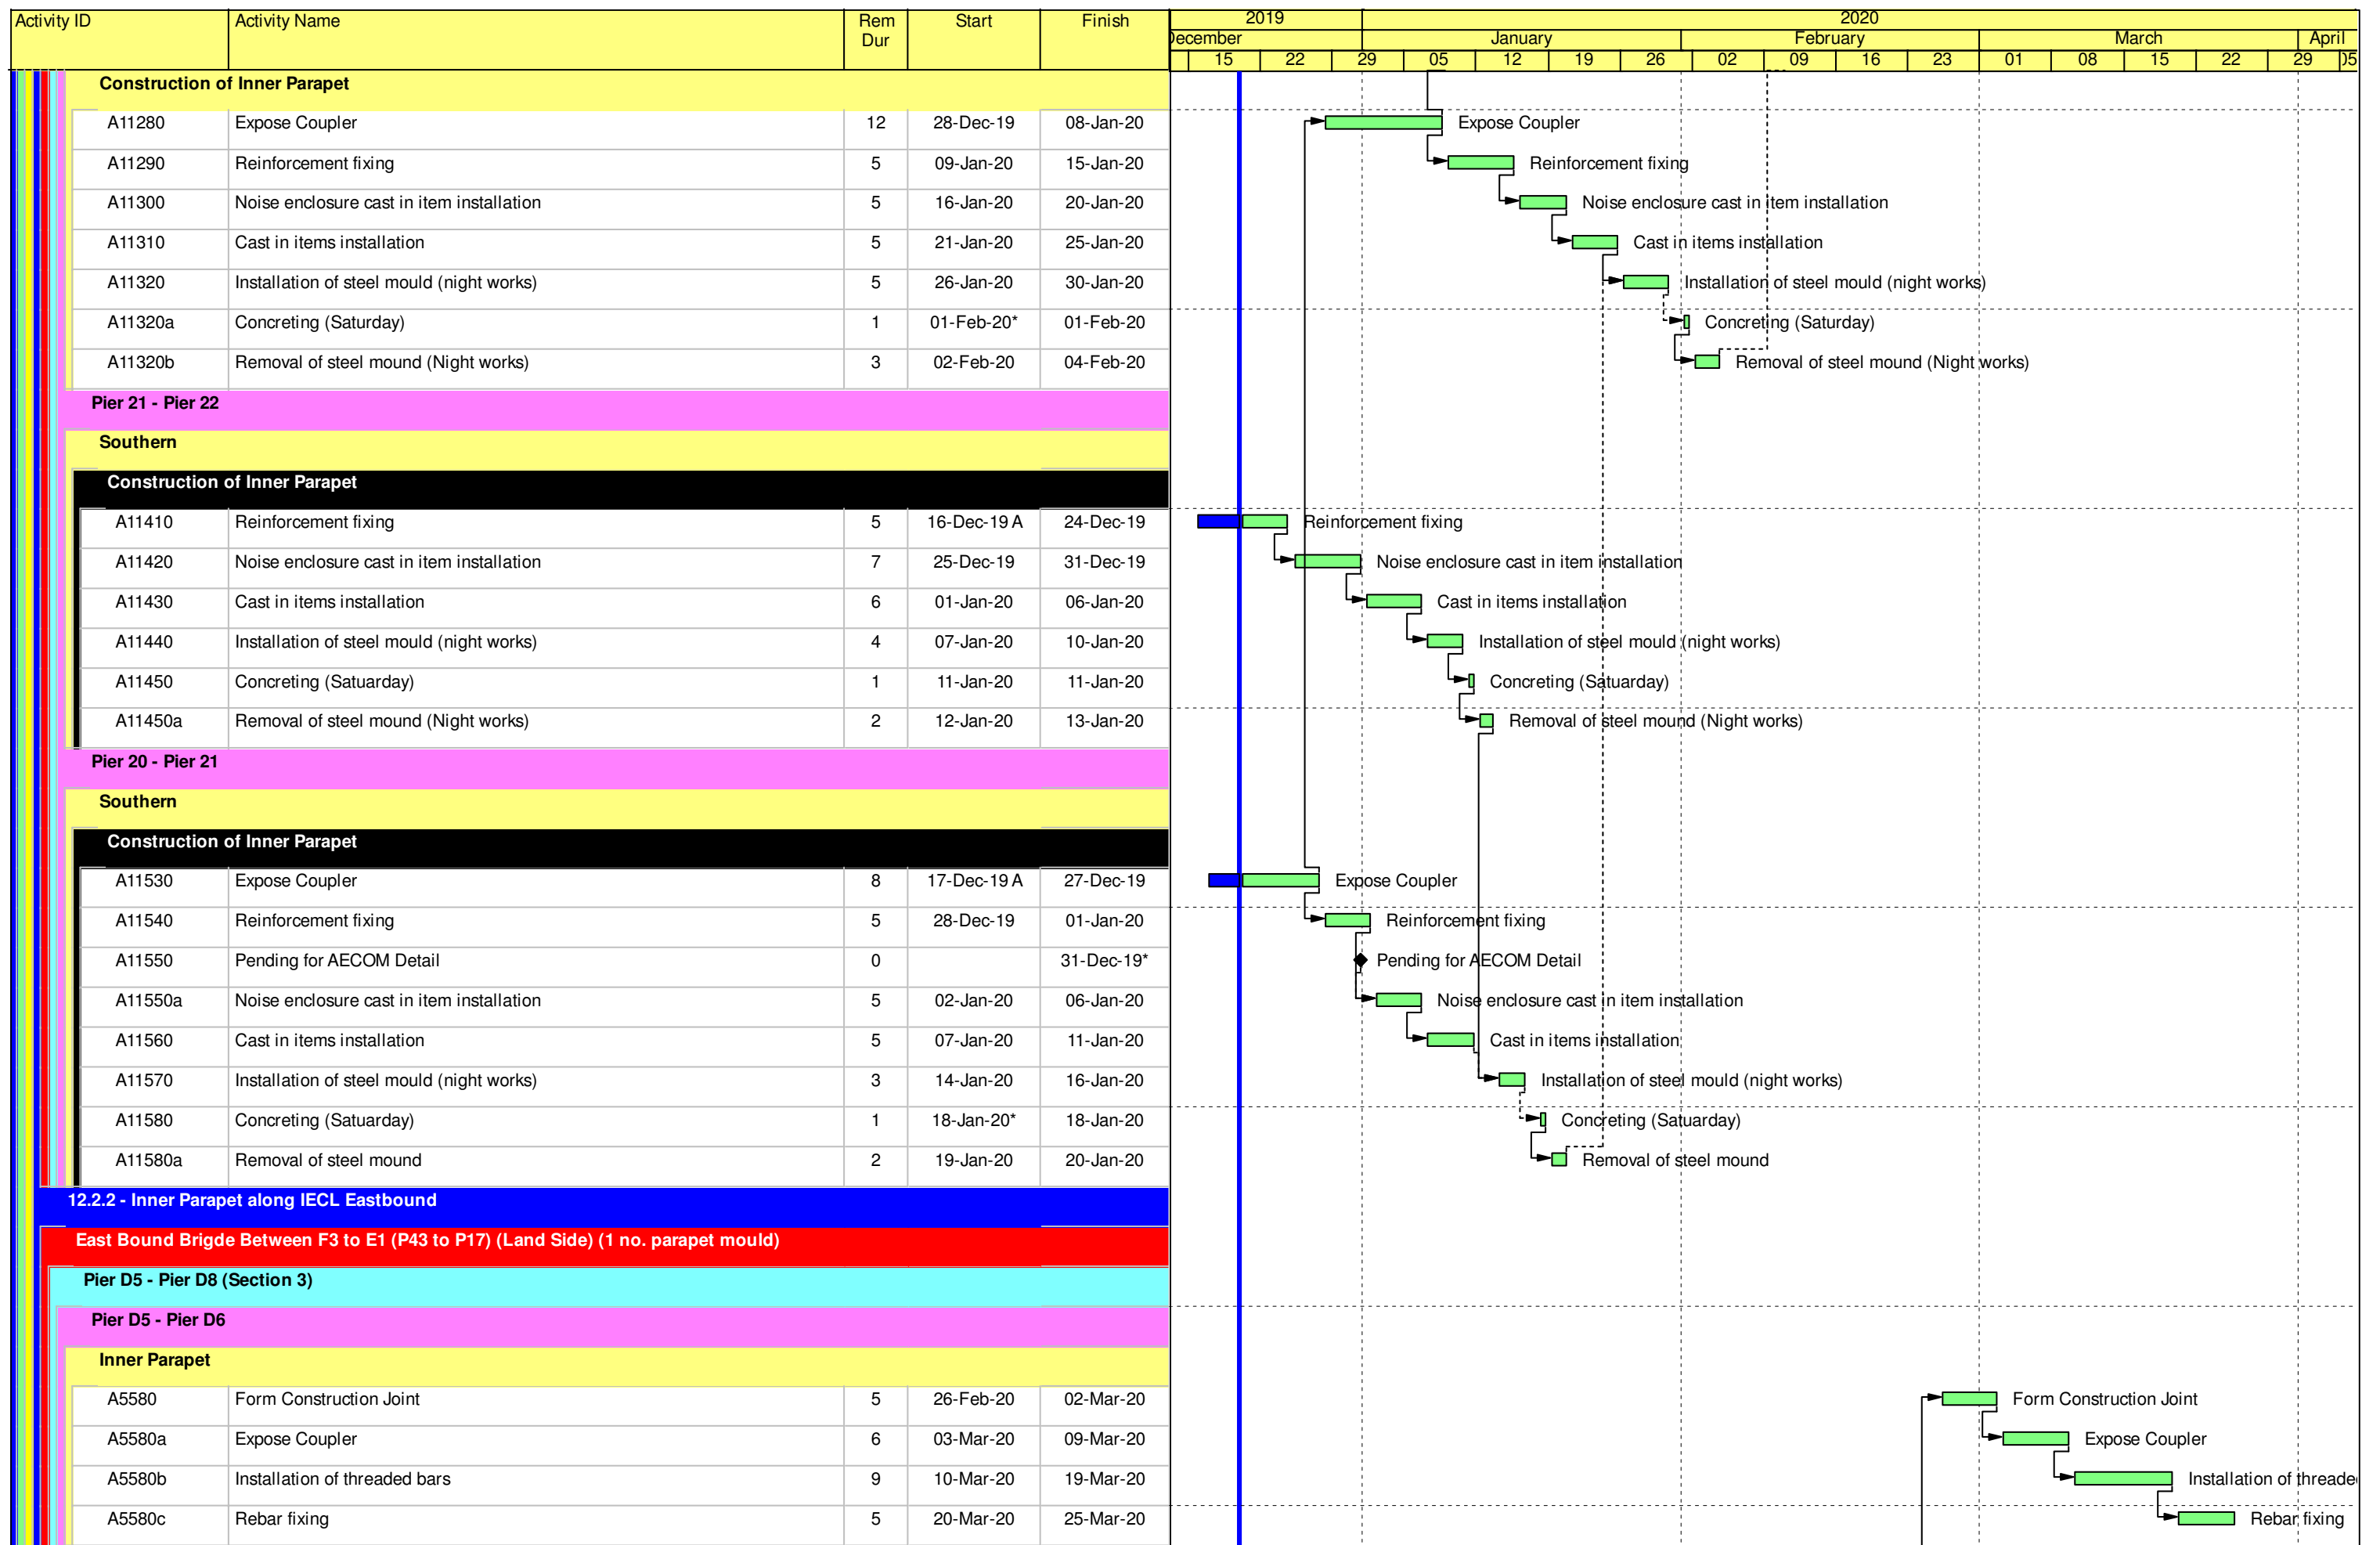 Activity ID Activity Name Rem Dur Start Finish 2019 2020
December January February March April
15 22 29 05 12 19 26 02 09 16 23 01 08 15 22 29 05
Construction of Inner Parapet
A11280 Expose Coupler 12 28-Dec-19 08-Jan-20 Expose Coupler
A11290 Reinforcement fixing 5 09-Jan-20 15-Jan-20 Reinforcement fixing
A11300 Noise enclosure cast in item installation 5 16-Jan-20 20-Jan-20 Noise enclosure cast in item installation
A11310 Cast in items installation 5 21-Jan-20 25-Jan-20 Cast in items installation
A11320 Installation of steel mould (night works) 5 26-Jan-20 30-Jan-20 Installation of steel mould (night works)
A11320a Concreting (Saturday) 1 01-Feb-20* 01-Feb-20 Concreting (Saturday)
A11320b Removal of steel mound (Night works) 3 02-Feb-20 04-Feb-20 Removal of steel mound (Night works)
Pier 21 - Pier 22
Southern
Construction of Inner Parapet
A11410 Reinforcement fixing 5 16-Dec-19 A 24-Dec-19 Reinforcement fixing
A11420 Noise enclosure cast in item installation 7 25-Dec-19 31-Dec-19 Noise enclosure cast in item installation
A11430 Cast in items installation 6 01-Jan-20 06-Jan-20 Cast in items installation
A11440 Installation of steel mould (night works) 4 07-Jan-20 10-Jan-20 Installation of steel mould (night works)
A11450 Concreting (Satuarday) 1 11-Jan-20 11-Jan-20 Concreting (Satuarday)
A11450a Removal of steel mound (Night works) 2 12-Jan-20 13-Jan-20 Removal of steel mound (Night works)
Pier 20 - Pier 21
Southern
Construction of Inner Parapet
A11530 Expose Coupler 8 17-Dec-19 A 27-Dec-19 Expose Coupler
A11540 Reinforcement fixing 5 28-Dec-19 01-Jan-20 Reinforcement fixing
A11550 Pending for AECOM Detail 0 31-Dec-19* Pending for AECOM Detail
A11550a Noise enclosure cast in item installation 5 02-Jan-20 06-Jan-20 Noise enclosure cast in item installation
A11560 Cast in items installation 5 07-Jan-20 11-Jan-20 Cast in items installation
A11570 Installation of steel mould (night works) 3 14-Jan-20 16-Jan-20 Installation of steel mould (night works)
A11580 Concreting (Satuarday) 1 18-Jan-20* 18-Jan-20 Concreting (Satuarday)
A11580a Removal of steel mound 2 19-Jan-20 20-Jan-20 Removal of steel mound
12.2.2 - Inner Parapet along IECL Eastbound
East Bound Brigde Between F3 to E1 (P43 to P17) (Land Side) (1 no. parapet mould)
Pier D5 - Pier D8 (Section 3)
Pier D5 - Pier D6
Inner Parapet
A5580 Form Construction Joint 5 26-Feb-20 02-Mar-20 Form Construction Joint
A5580a Expose Coupler 6 03-Mar-20 09-Mar-20 Expose Coupler
A5580b Installation of threaded bars 9 10-Mar-20 19-Mar-20 Installation of threade
A5580c Rebar fixing 5 20-Mar-20 25-Mar-20 Rebar fixing